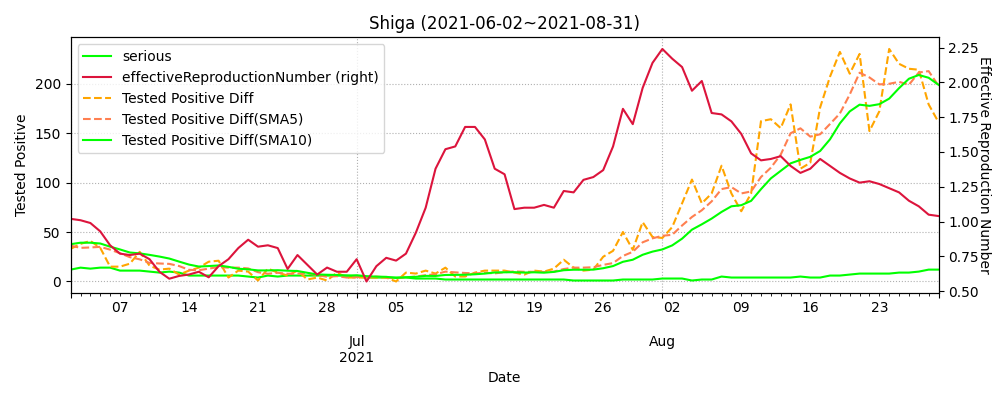 Shiga (2021-06-02~2021-08-31)
serious
effectiveReproductionNumber (right)
Tested Positive Diff
Tested Positive Diff(SMA5)
Tested Positive Diff(SMA10)
Tested Positive
200
150
100
50
0
2.25
2.00
1.75
1.50
1.25
1.00
0.75
0.50
Effective Reproduction Number
07 14 21 28 05 12 19 26 02 09 16 23
Jul Aug
2021
Date